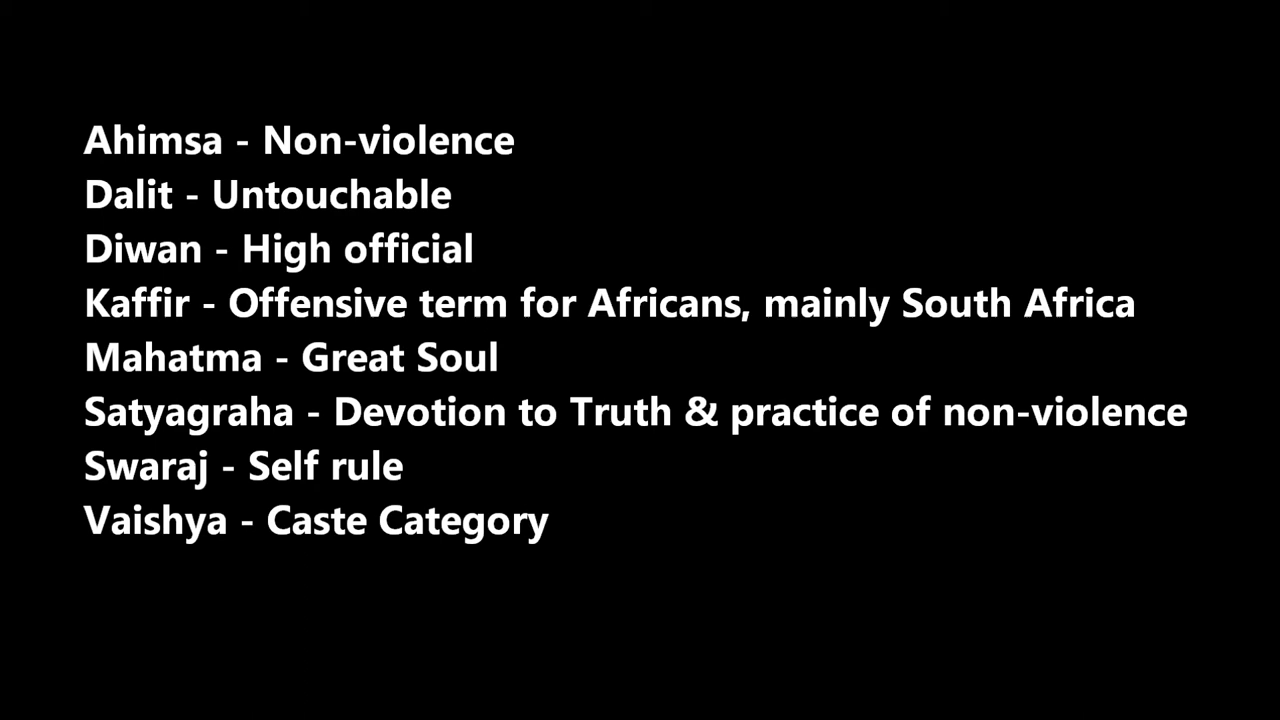 Ahimsa - Non-violence
Dalit - Untouchable
Diwan - High official
Kaffir - Offensive term for Africans, mainly South Africa
Mahatma - Great Soul
Satyagraha - Devotion to Truth & practice of non-violence
Swaraj - Self rule
Vaishya - Caste Category